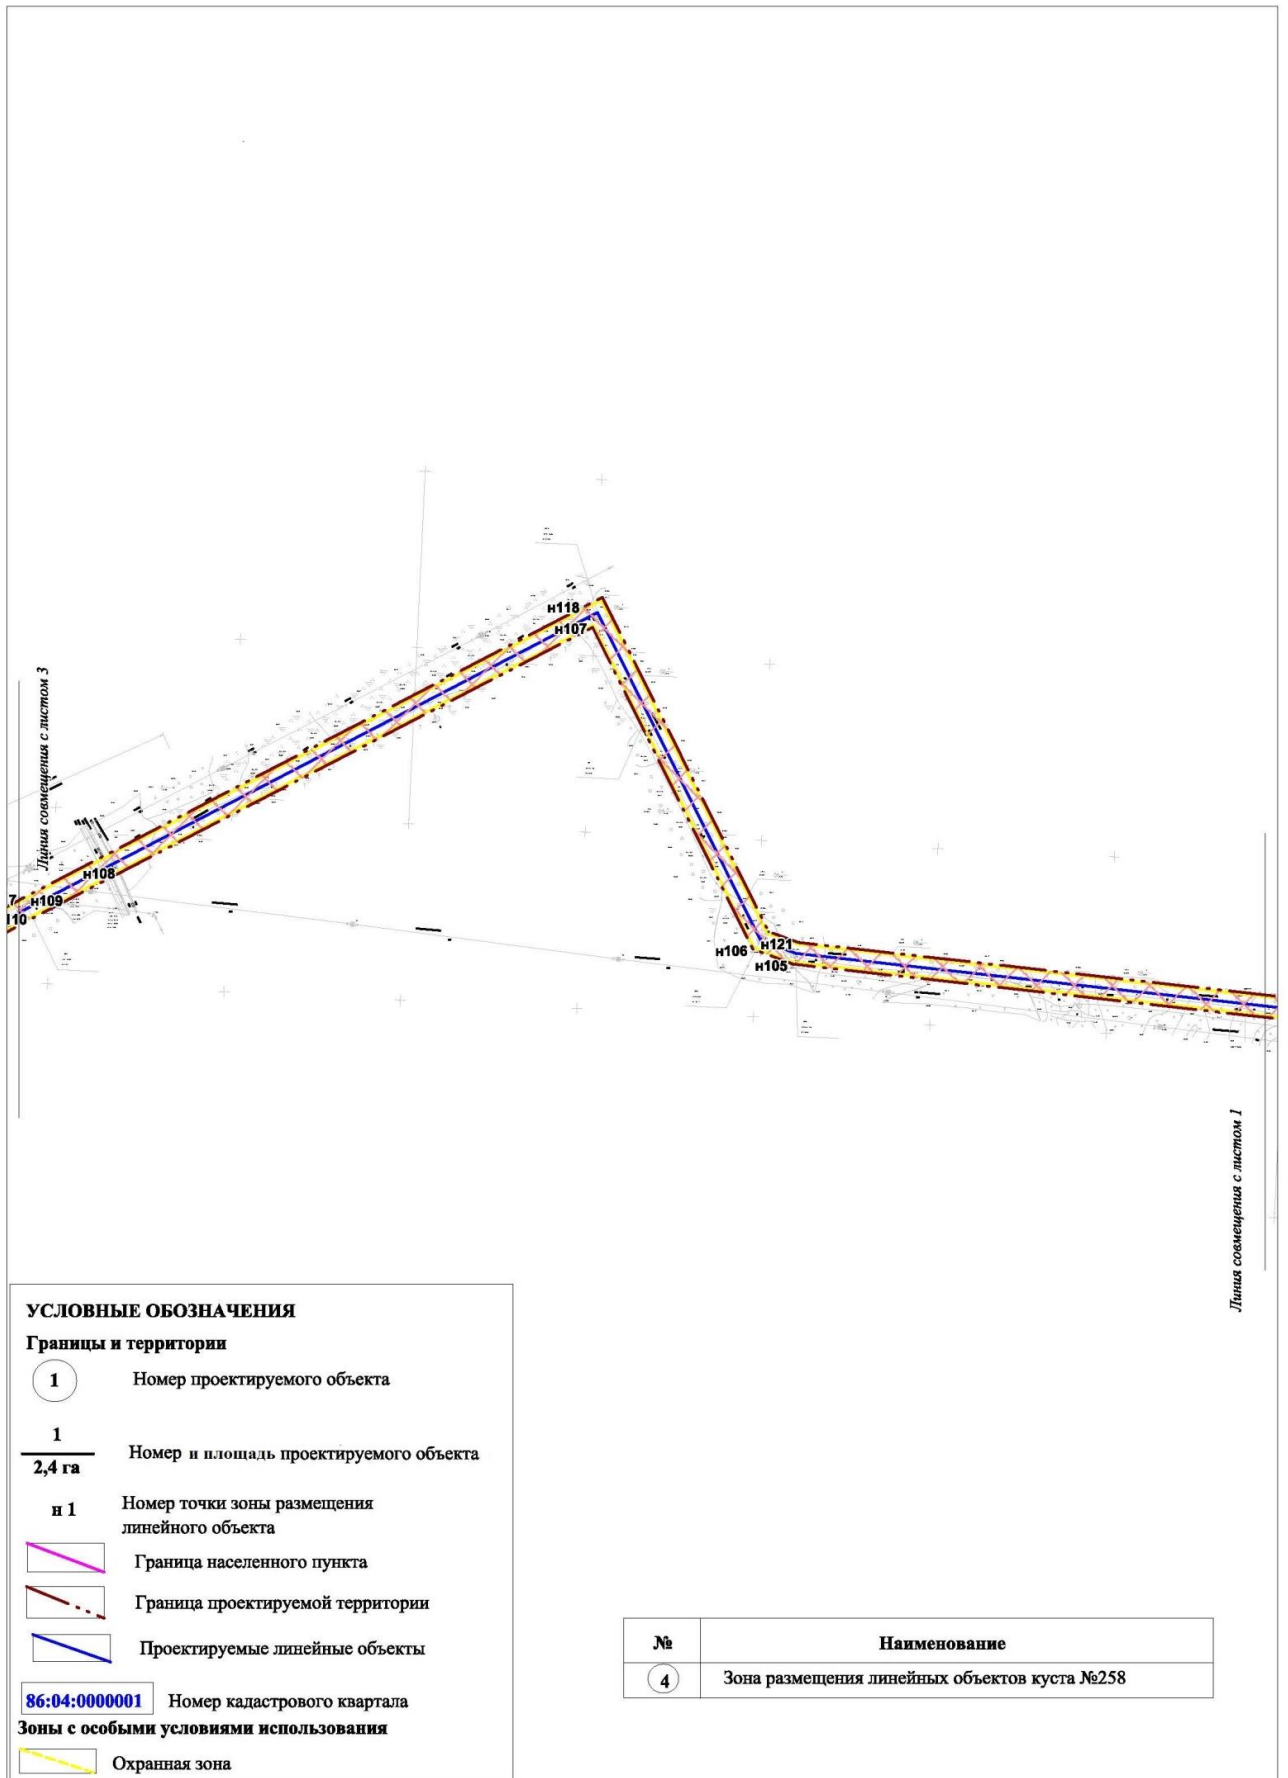 н118
н107
Линия совмещения с листом 3
н108
н109
н121
н106
н105
Линия совмещения с листом 1
УСЛОВНЫЕ ОБОЗНАЧЕНИЯ
Границы и территории
1
Номер проектируемого объекта
1
2,4 га
Номер и площадь проектируемого объекта
н 1
Номер точки зоны размещения
линейного объекта
Граница населенного пункта
Граница проектируемой территории
Проектируемые линейные объекты
86:04:0000001
Номер кадастрового квартала
Зоны с особыми условиями использования
Охранная зона
№
Наименование
4
Зона размещения линейных объектов куста №258